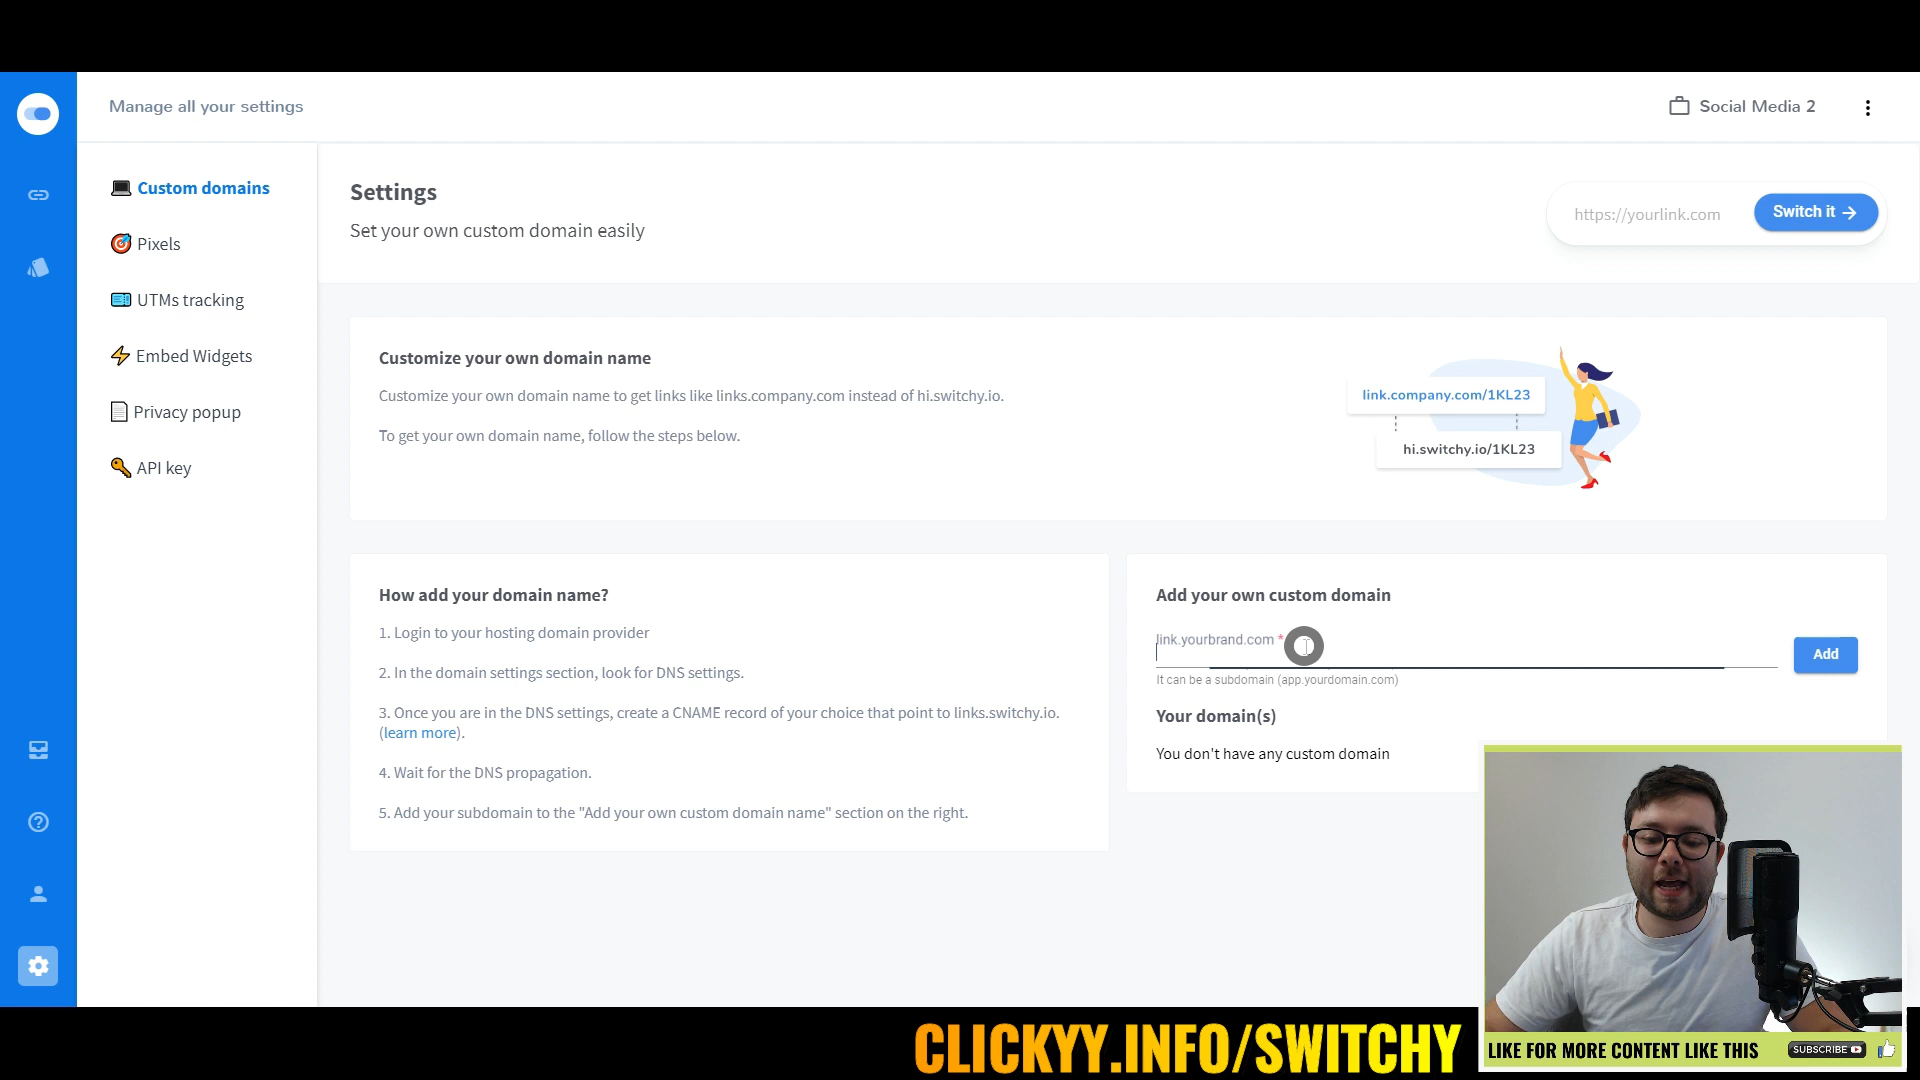 Manage all your settings
Social Media 2
Custom domains
Pixels
UTMs tracking
Embed Widgets
Privacy popup
API key
Settings
Set your own custom domain easily
https://yourlink.com
Switch it
Customize your own domain name
Customize your own domain name to get links like links.company.com instead of hi.switchy.io.
To get your own domain name, follow the steps below.
link.company.com/1KL23
hi.switchy.io/1KL23
How add your domain name?
1. Login to your hosting domain provider
2. In the domain settings section, look for DNS settings.
3. Once you are in the DNS settings, create a CNAME record of your choice that point to links.switchy.io.
(learn more).
4. Wait for the DNS propagation.
5. Add your subdomain to the "Add your own custom domain name" section on the right.
Add your own custom domain
link.yourbrand.com *
Add
It can be a subdomain (app.yourdomain.com)
Your domain(s)
You don't have any custom domain
CLICKYY.INFO/SWITCHY
LIKE FOR MORE CONTENT LIKE THIS
SUBSCRIBE